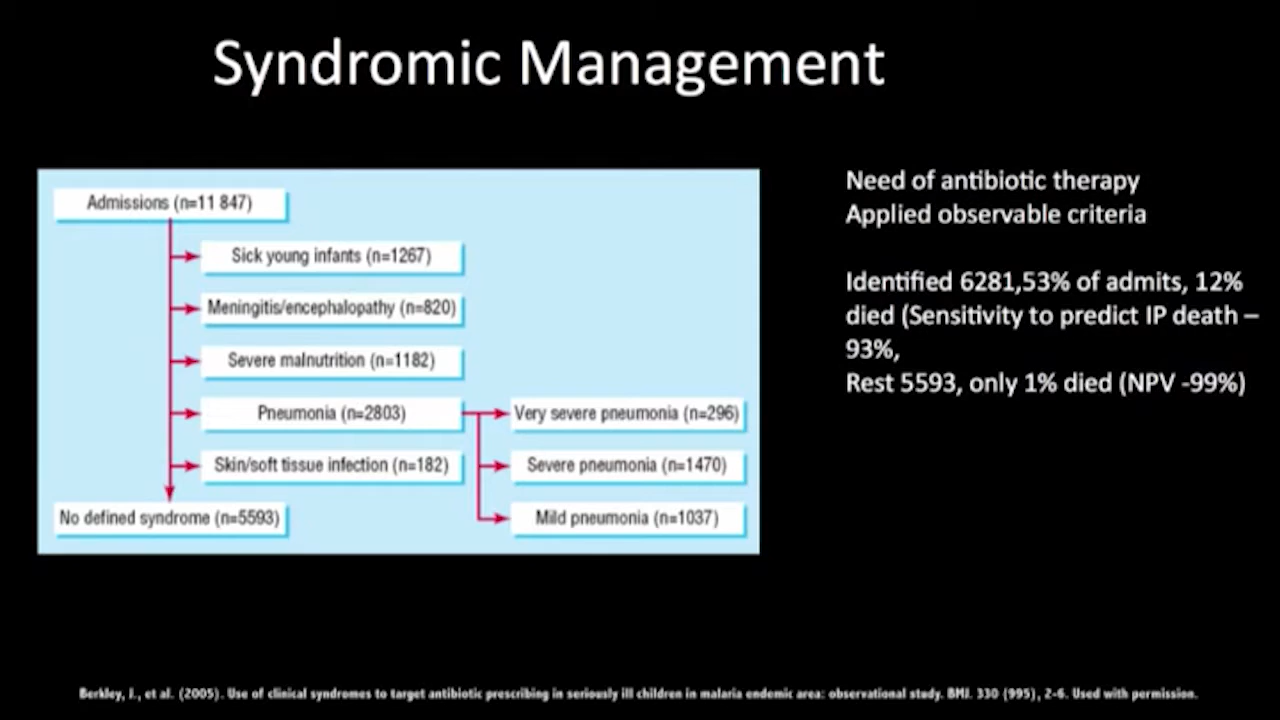 Syndromic Management
Admissions (n=11 847)
Sick young infants (n=1267)
Meningitis/encephalopathy (n=820)
Severe malnutrition (n=1182)
Pneumonia (n=2803)
Very severe pneumonia (n=296)
Skin/soft tissue infection (n=182)
Severe pneumonia (n=1470)
No defined syndrome (n=5593)
Mild pneumonia (n=1037)
Need of antibiotic therapy
Applied observable criteria
Identified 6281,53% of admits, 12%
died (Sensitivity to predict IP death –
93%,
Rest 5593, only 1% died (NPV -99%)
Berkley, J., et al. (2005). Use of clinical syndromes to target antibiotic prescribing in seriously ill children in malaria endemic area: observational study. BMJ. 330 (995), 2-6. Used with permission.